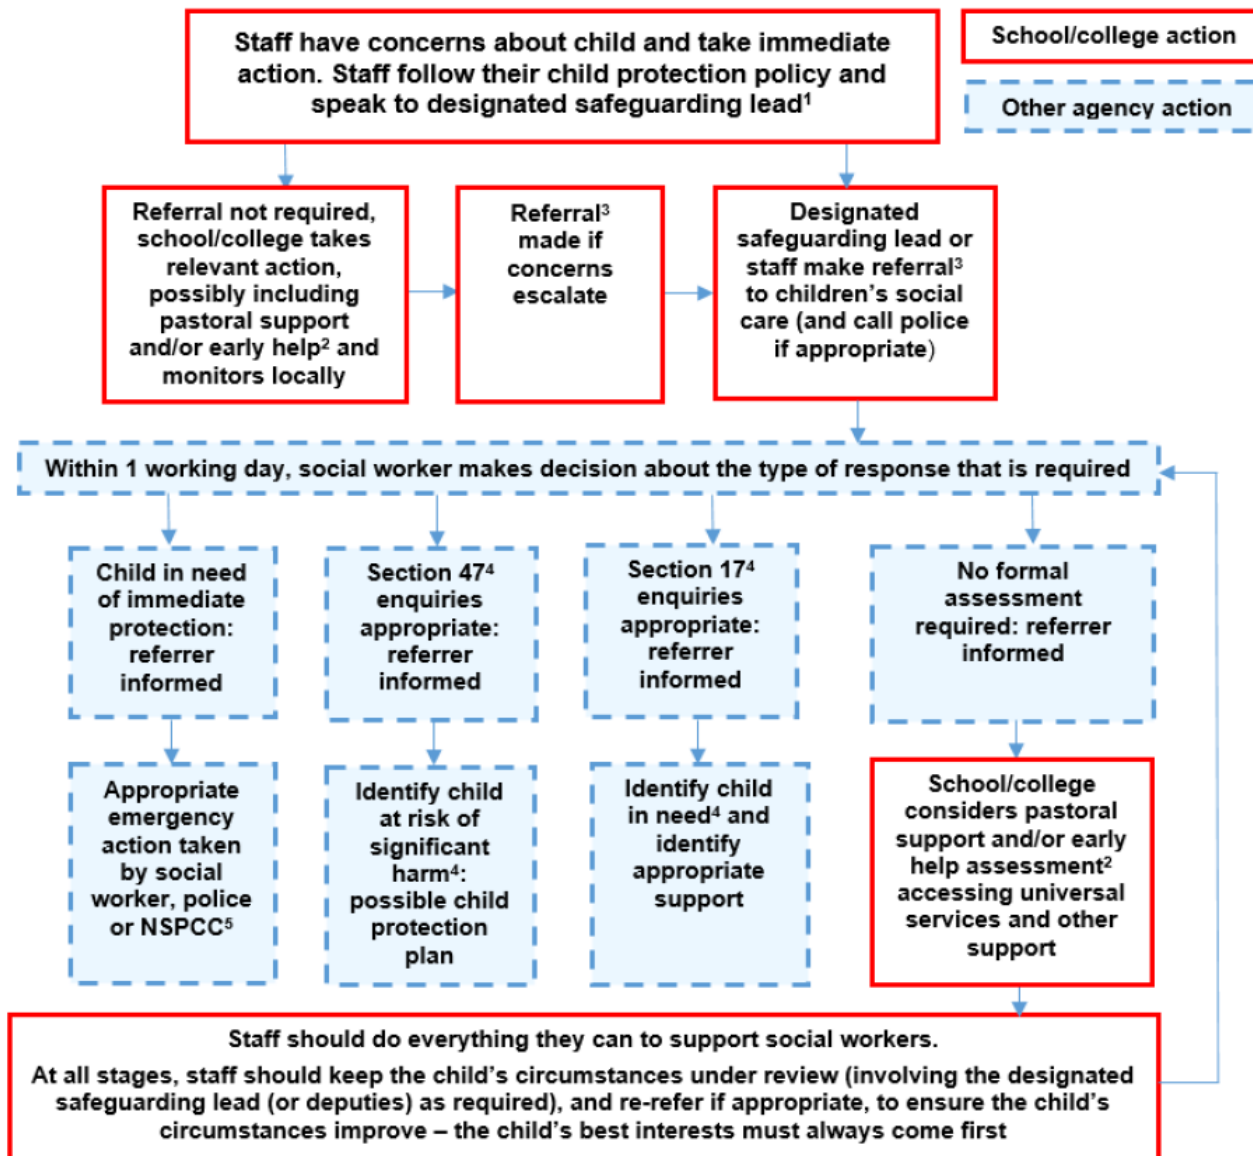 Staff have concerns about child and take immediate
action. Staff follow their child protection policy and
speak to designated safeguarding lead¹
School/college action
Other agency action
Referral not required,
school/college takes
relevant action,
possibly including
pastoral support
and/or early help² and
monitors locally
Referral³
made if
concerns
escalate
Designated
safeguarding lead or
staff make referral³
to children’s social
care (and call police
if appropriate)
Within 1 working day, social worker makes decision about the type of response that is required
Child in need
of immediate
protection:
referrer
informed
Section 47⁴
enquiries
appropriate:
referrer
informed
Section 17⁴
enquiries
appropriate:
referrer
informed
No formal
assessment
required: referrer
informed
Appropriate
emergency
action taken
by social
worker, police
or NSPCC⁵
Identify child
at risk of
significant
harm⁴:
possible child
protection
plan
Identify child
in need⁴ and
identify
appropriate
support
School/college
considers pastoral
support and/or early
help assessment²
accessing universal
services and other
support
Staff should do everything they can to support social workers.
At all stages, staff should keep the child’s circumstances under review (involving the designated
safeguarding lead (or deputies) as required), and re-refer if appropriate, to ensure the child’s
circumstances improve – the child’s best interests must always come first